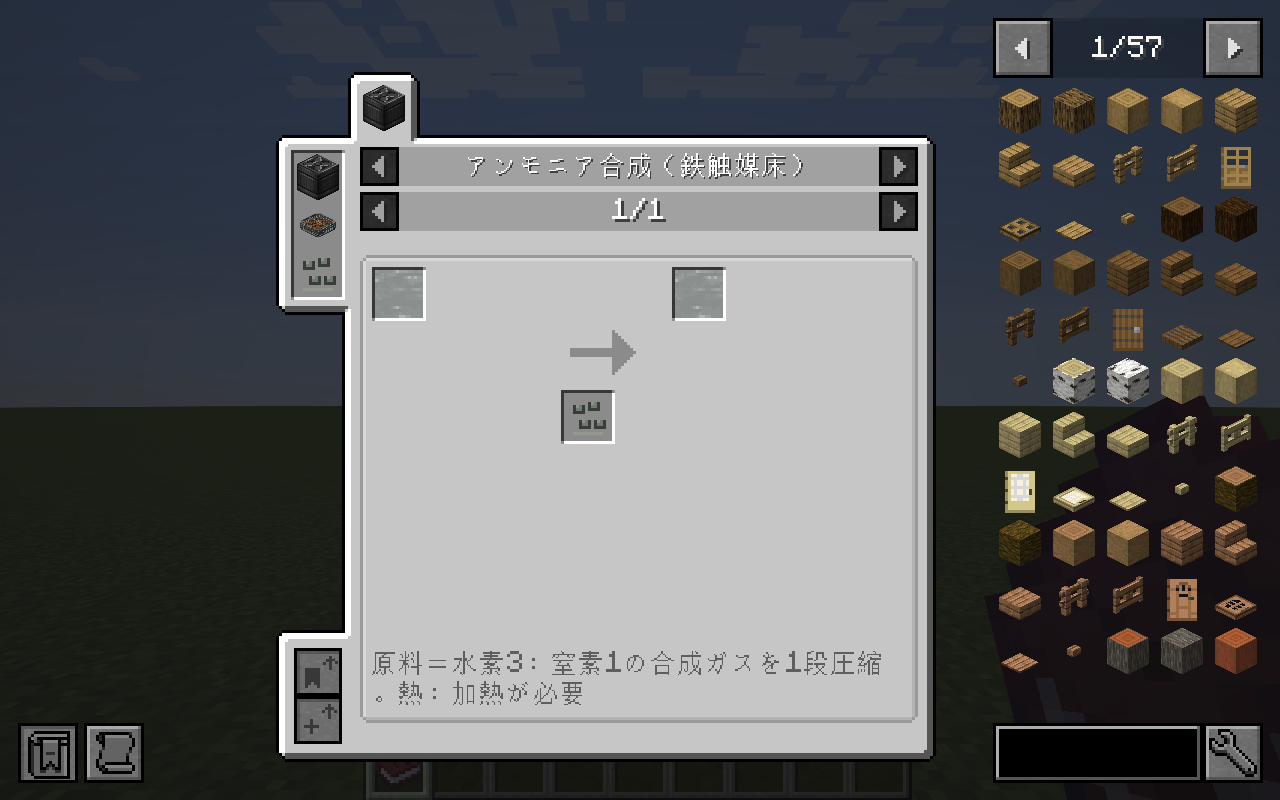 1/57
アンモニア合成（鉄触媒床）
1/1
原料＝水素3：窒素1の合成ガスを1段圧縮
。熱：加熱が必要